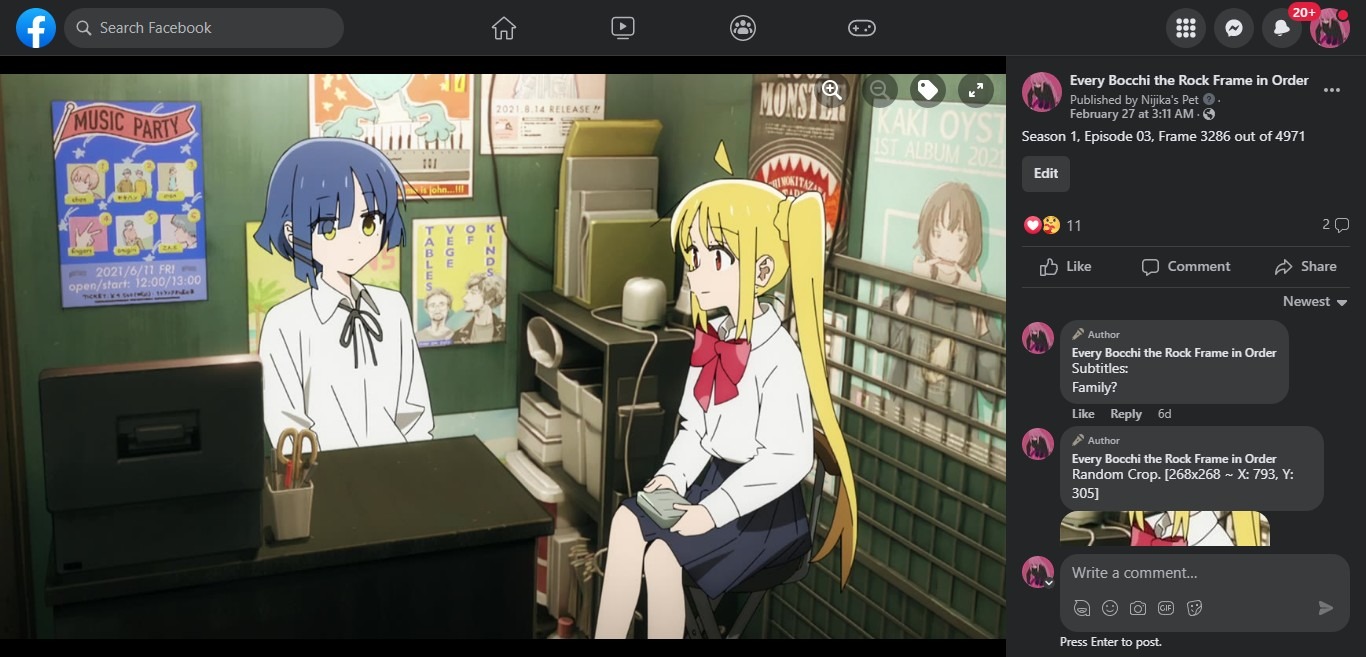 Search Facebook
20+
MUSIC PARTY
2021/6/11 FRI
open/start: 12:00/13:00
is john...!!!
2021.8.14 RELEASE!!
TABLES
VEGE
OF
KINDS
ROCK
MONSTER
KAKI O
1ST ALBUM 2021
Every Bocchi the Rock Frame in Order
Published by Nijika's Pet
February 27 at 3:11 AM
Season 1, Episode 03, Frame 3286 out of 4971
Edit
11
2
Like
Comment
Share
Newest
Author
Every Bocchi the Rock Frame in Order
Subtitles:
Family?
Like Reply 6d
Author
Every Bocchi the Rock Frame in Order
Random Crop. [268x268 ~ X: 793, Y:
305]
Write a comment...
GIF
Press Enter to post.